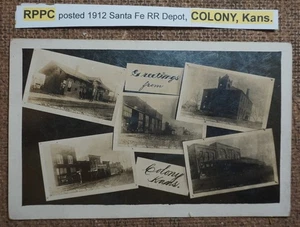 RPPC posted 1912 Santa Fe RR Depot, COLONY, Kans.
Greetings
from
Colony
Kans.